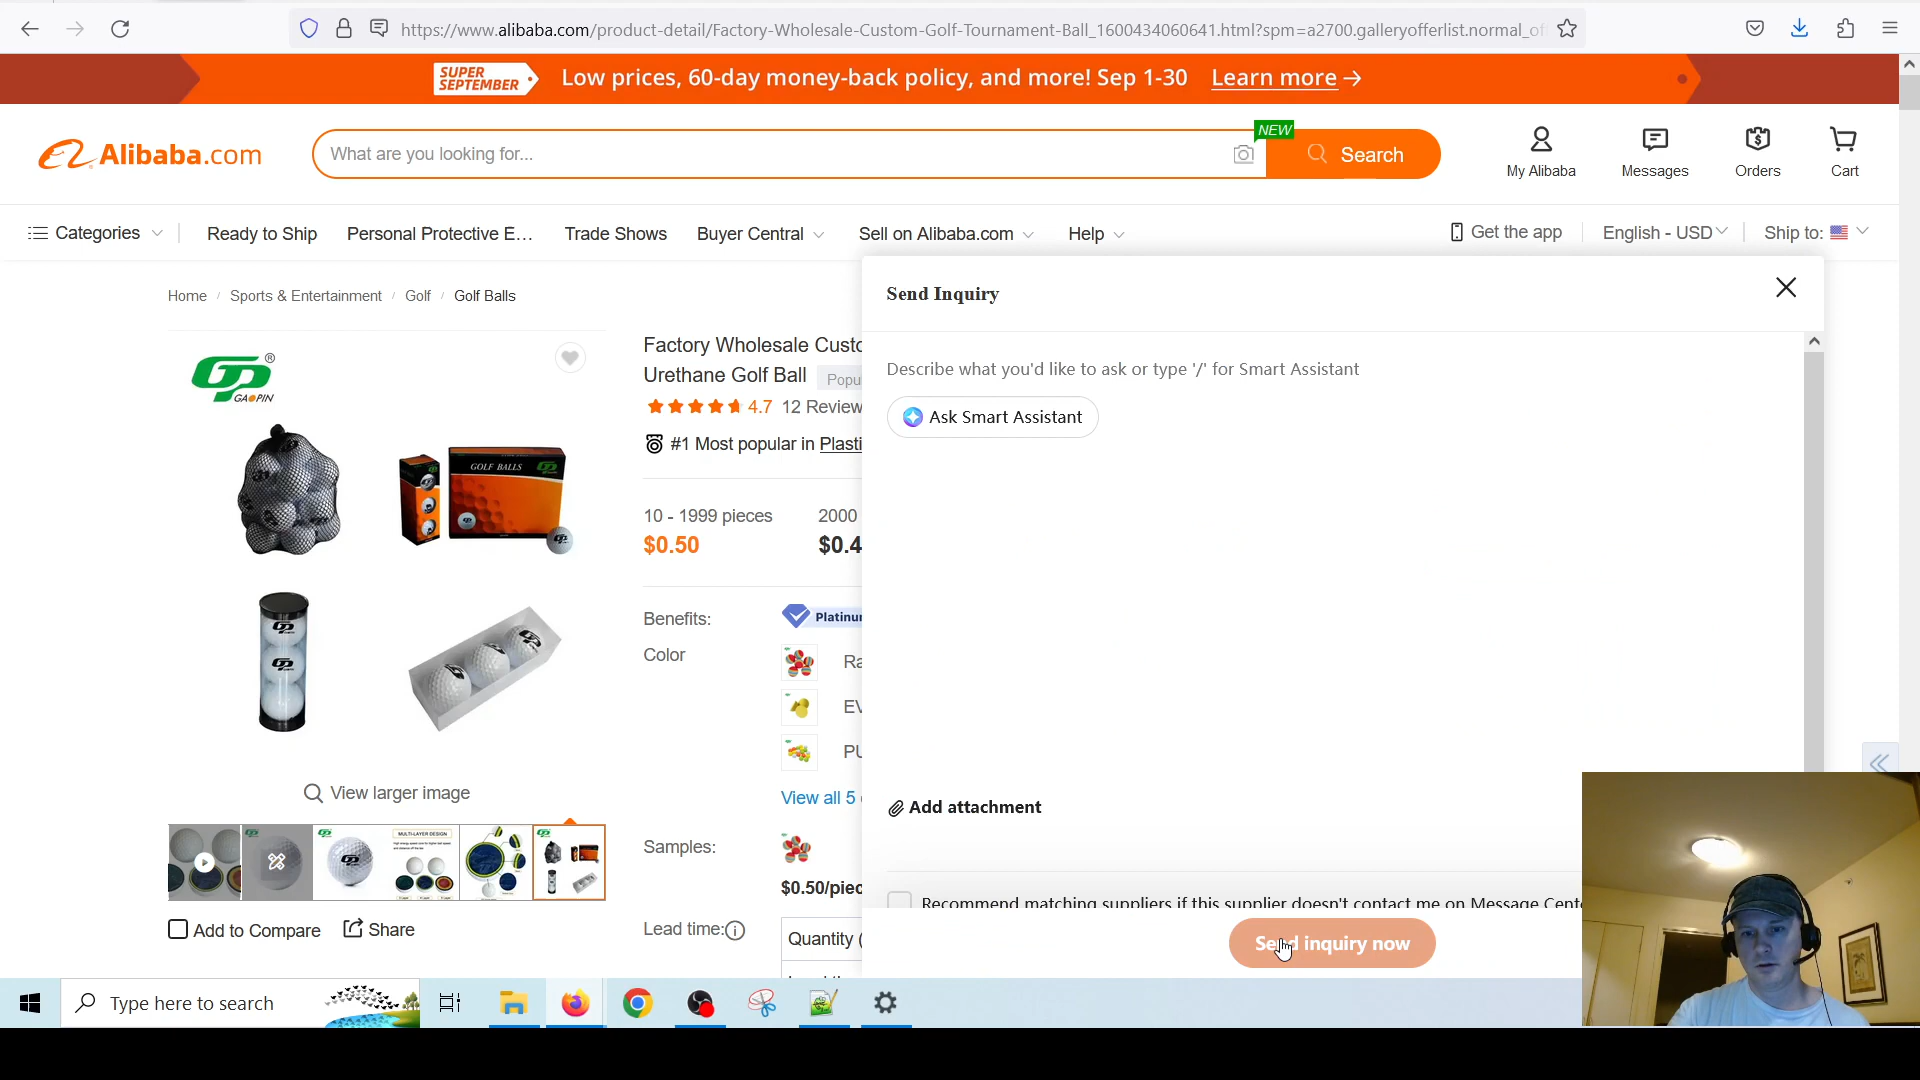 https://www.alibaba.com/product-detail/Factory-Wholesale-Custom-Golf-Tournament-Ball_1600434060641.html?spm=a2700.galleryofferlist.normal_of
SUPER SEPTEMBER Low prices, 60-day money-back policy, and more! Sep 1-30 Learn more →
Alibaba.com
What are you looking for...
NEW
Search
My Alibaba
Messages
Orders
Cart
Categories
Ready to Ship
Personal Protective E...
Trade Shows
Buyer Central
Sell on Alibaba.com
Help
Get the app
English - USD
Ship to:
Home / Sports & Entertainment / Golf / Golf Balls
GP ® GAOPIN
GOLF BALLS
View larger image
MULTI-LAYER DESIGN
Add to Compare
Share
Factory Wholesale Custo
Urethane Golf Ball Popu
4.7 12 Review
#1 Most popular in Plasti
10 - 1999 pieces 2000
$0.50 $0.4
Benefits: Platinu
Color
Ra
EV
PU
View all 5
Samples:
$0.50/piec
Lead time:
Quantity (
Send Inquiry
Describe what you'd like to ask or type '/' for Smart Assistant
Ask Smart Assistant
Add attachment
Recommend matching suppliers if this supplier doesn't contact me on Message Cent
Send inquiry now
Type here to search